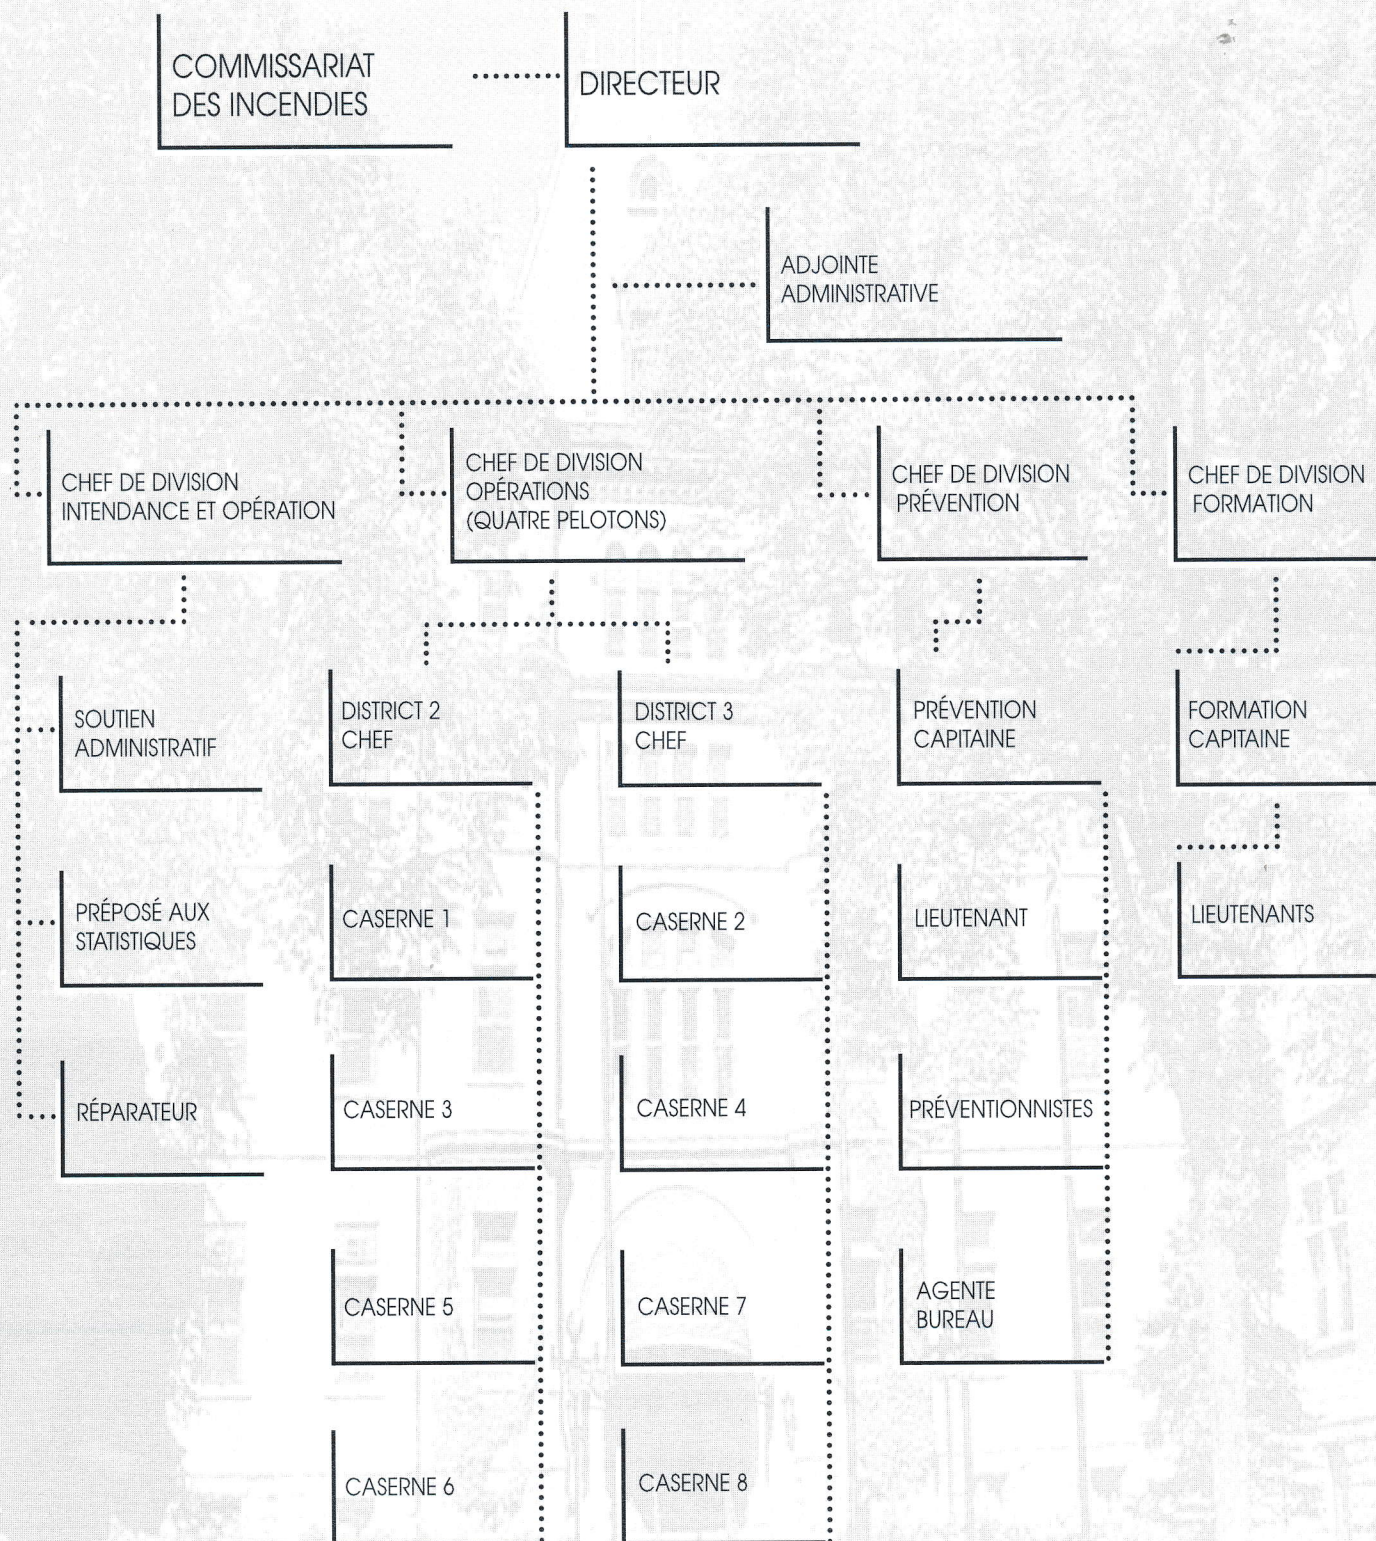 COMMISSARIAT
DES INCENDIES
DIRECTEUR
ADJOINTE
ADMINISTRATIVE
CHEF DE DIVISION
INTENDANCE ET OPÉRATION
CHEF DE DIVISION
OPÉRATIONS
(QUATRE PELOTONS)
CHEF DE DIVISION
PRÉVENTION
CHEF DE DIVISION
FORMATION
SOUTIEN
ADMINISTRATIF
DISTRICT 2
CHEF
DISTRICT 3
CHEF
PRÉVENTION
CAPITAINE
FORMATION
CAPITAINE
PRÉPOSÉ AUX
STATISTIQUES
CASERNE 1
CASERNE 2
LIEUTENANT
LIEUTENANTS
RÉPARATEUR
CASERNE 3
CASERNE 4
PRÉVENTIONNISTES
CASERNE 5
CASERNE 7
AGENTE
BUREAU
CASERNE 6
CASERNE 8